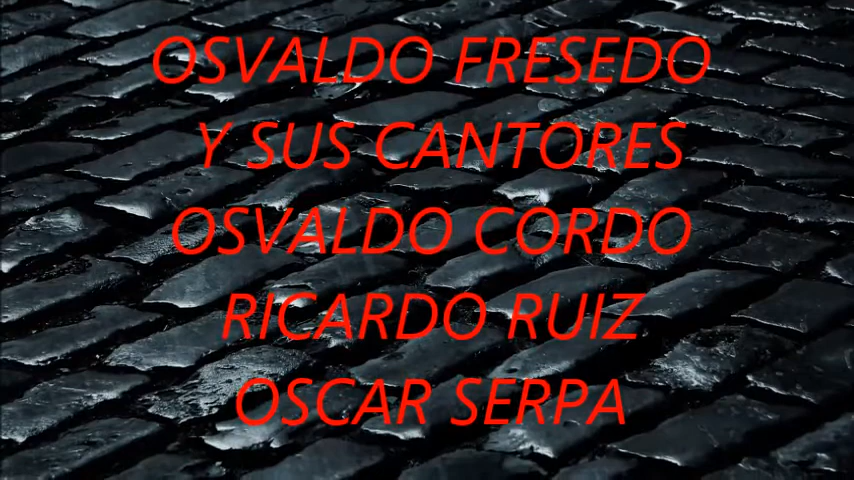 OSVALDO FRESEDO
Y SUS CANTORES
OSVALDO CORDO
RICARDO RUIZ
OSCAR SERPA